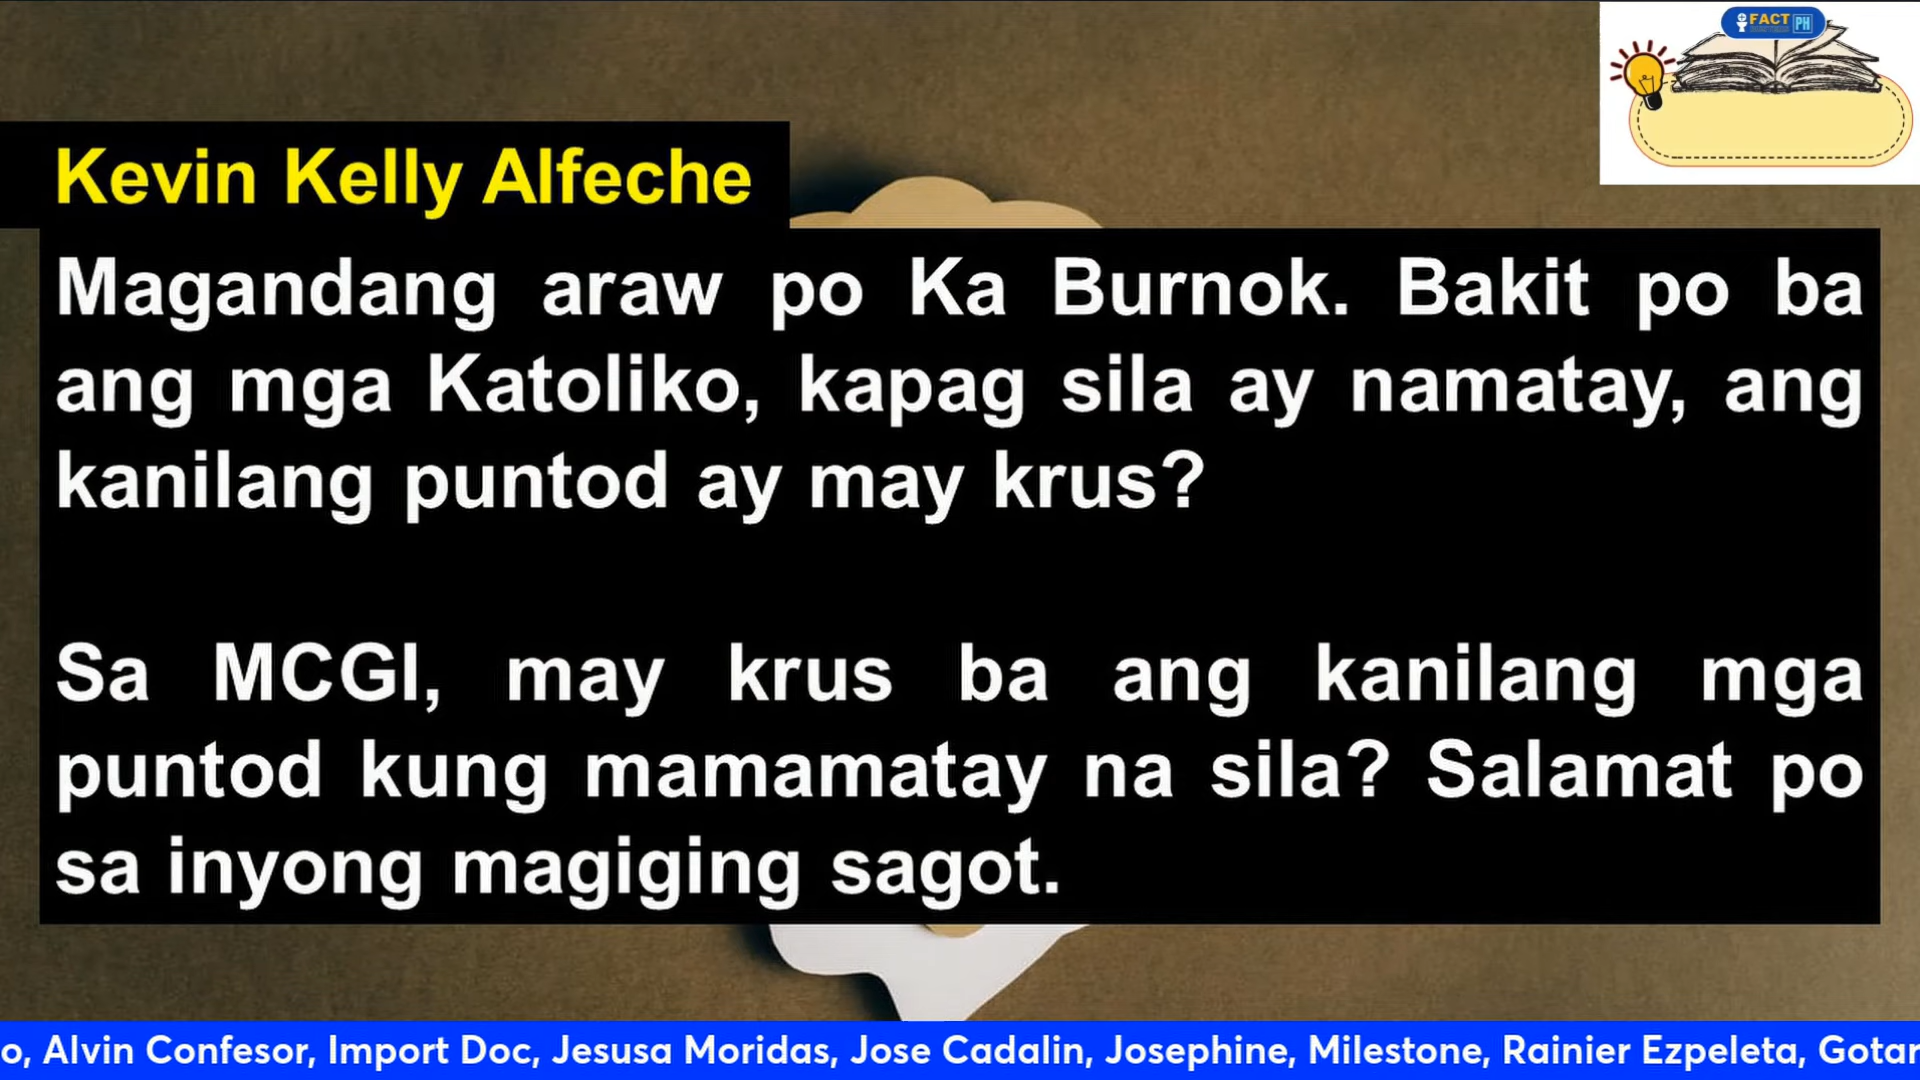 FACT PH
Kevin Kelly Alfeche
Magandang araw po Ka Burnok. Bakit po ba
ang mga Katoliko, kapag sila ay namatay, ang
kanilang puntod ay may krus?
Sa MCGI, may krus ba ang kanilang mga
puntod kung mamamatay na sila? Salamat po
sa inyong magiging sagot.
o, Alvin Confesor, Import Doc, Jesusa Moridas, Jose Cadalin, Josephine, Milestone, Rainier Ezpeleta, Gotar